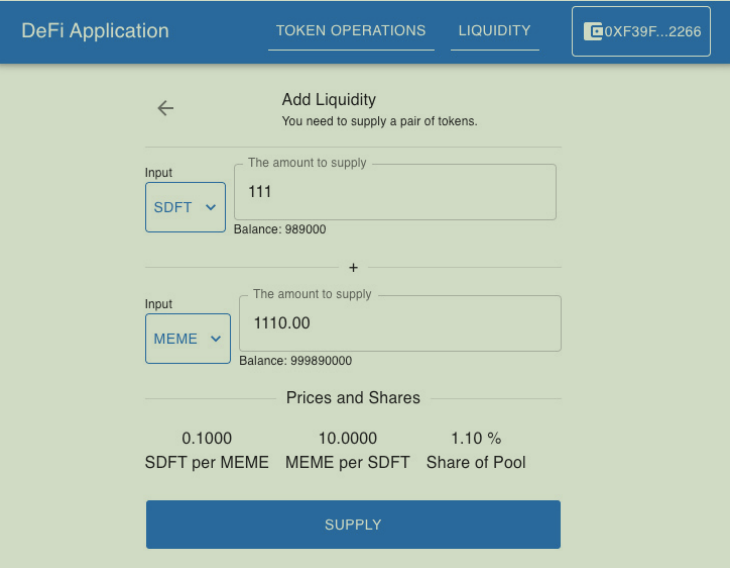 DeFi Application
TOKEN OPERATIONS
LIQUIDITY
0XF39F...2266
Add Liquidity
You need to supply a pair of tokens.
Input
The amount to supply
SDFT
111
Balance: 989000
+
Input
The amount to supply
MEME
1110.00
Balance: 999890000
Prices and Shares
0.1000 10.0000 1.10 %
SDFT per MEME MEME per SDFT Share of Pool
SUPPLY